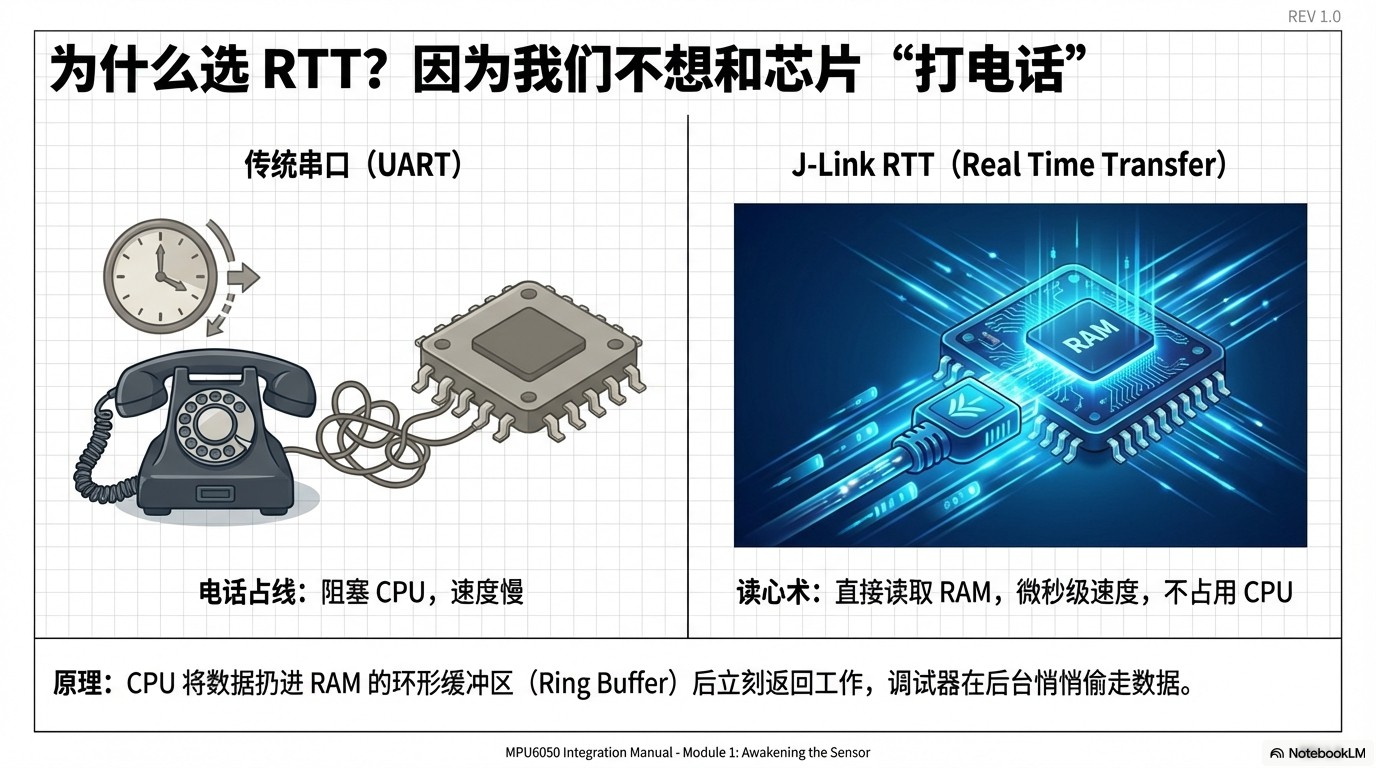 REV 1.0
为什么选 RTT？因为我们不想和芯片“打电话”
传统串口（UART）
J-Link RTT（Real Time Transfer）
RAM
电话占线：阻塞 CPU，速度慢
读心术：直接读取 RAM，微秒级速度，不占用 CPU
原理：CPU 将数据扔进 RAM 的环形缓冲区（Ring Buffer）后立刻返回工作，调试器在后台悄悄偷走数据。
MPU6050 Integration Manual - Module 1: Awakening the Sensor
NotebookLM